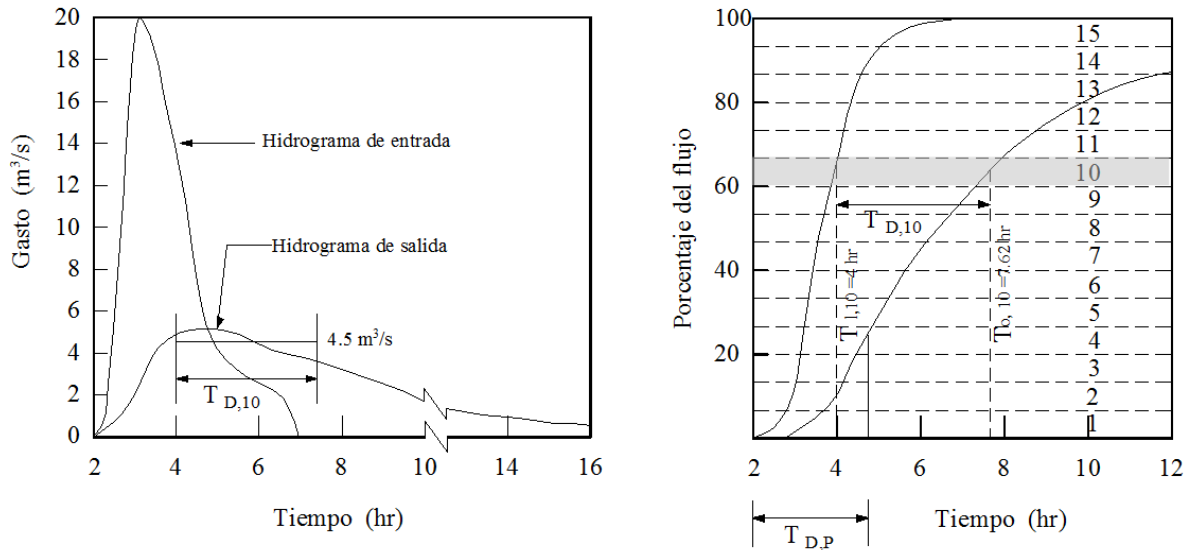 20
18
16
14
12
10
8
6
4
2
0
Gasto (m³/s)
Hidrograma de entrada
Hidrograma de salida
4.5 m³/s
T D,10
2 4 6 8 10 14 16
Tiempo (hr)
100
80
60
40
20
Porcentaje del flujo
15
14
13
12
11
10
9
8
7
6
5
4
3
2
1
T D,10
T I,10 =4 hr
T o, 10 =7.62 hr
2 4 6 8 10 12
Tiempo (hr)
T D,P